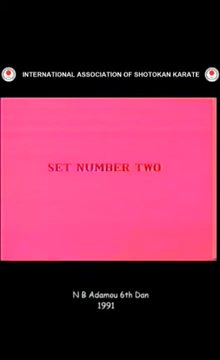 INTERNATIONAL ASSOCIATION OF SHOTOKAN KARATE
SET NUMBER TWO
N B Adamou 6th Dan
1991